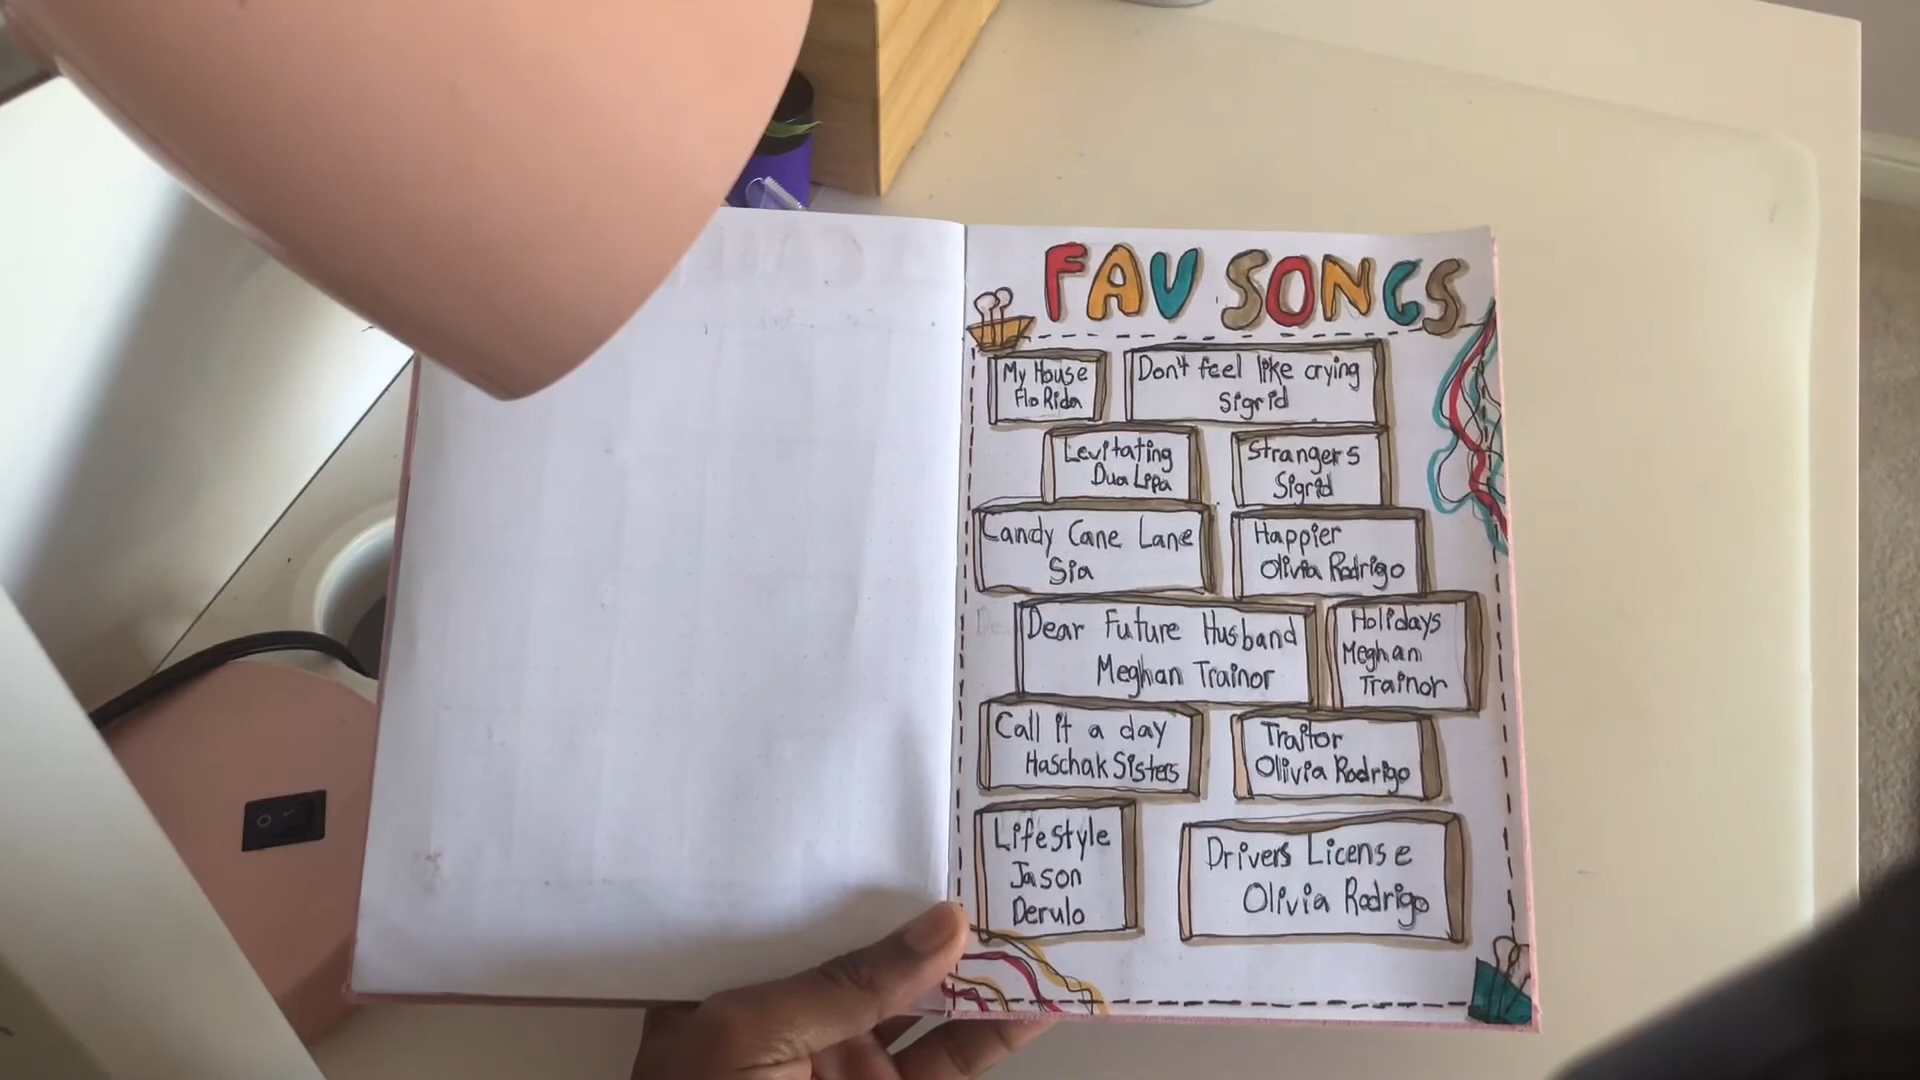 FAV SONGS
My House
Flo Rida
Don't feel like crying
Sigrid
Levitating
Dua Lipa
Strangers
Sigrid
Candy Cane Lane
Sia
Happier
Olivia Rodrigo
Dear Future Husband
Meghan Trainor
Holidays
Meghan
Trainor
Call it a day
Haschak Sisters
Traitor
Olivia Rodrigo
Lifestyle
Jason
Derulo
Drivers License
Olivia Rodrigo